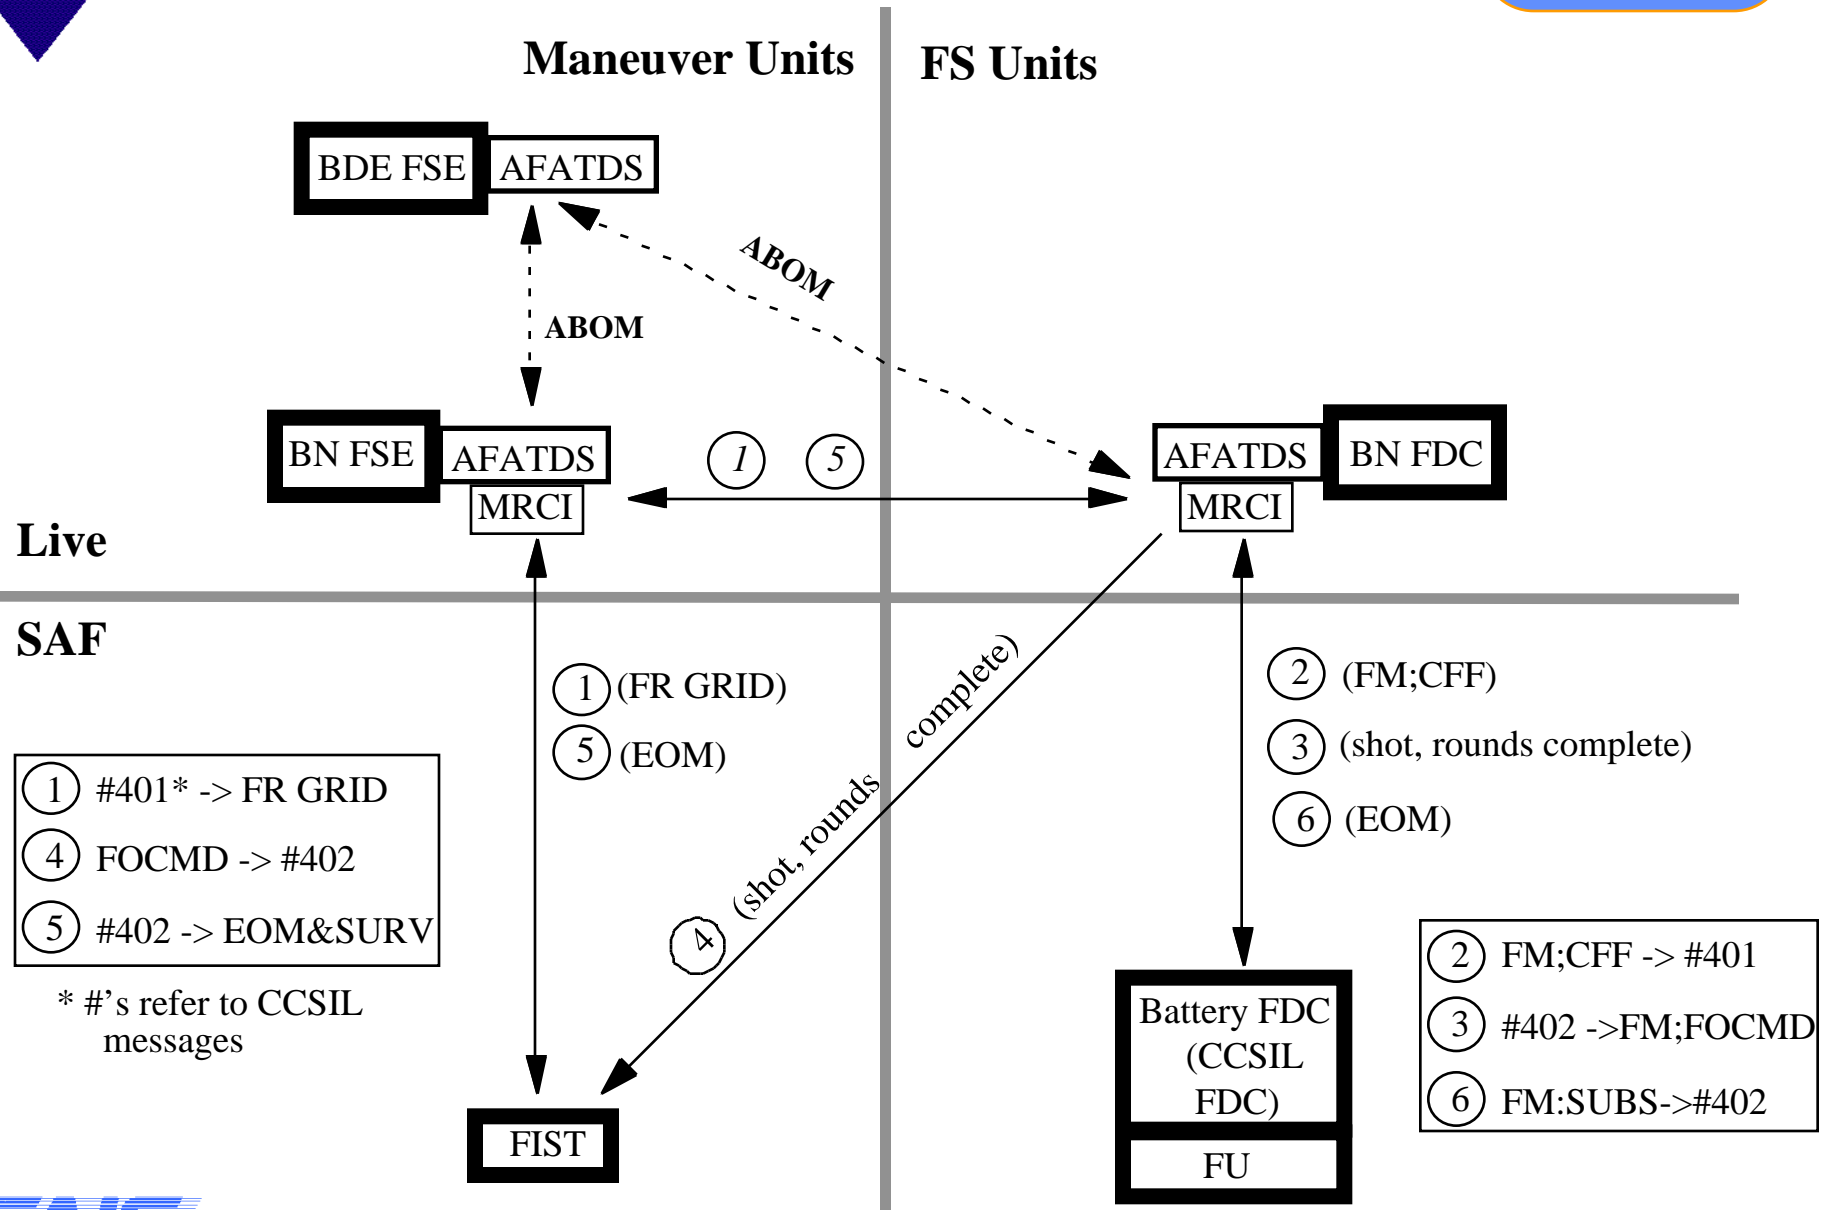 Maneuver Units
FS Units
BDE FSE
AFATDS
ABOM
ABOM
BN FSE
AFATDS
MRCI
1
5
AFATDS
BN FDC
MRCI
Live
SAF
1 (FR GRID)
5 (EOM)
4 (shot, rounds complete)
2 (FM;CFF)
3 (shot, rounds complete)
6 (EOM)
1 #401* -> FR GRID
4 FOCMD -> #402
5 #402 -> EOM&SURV
* #'s refer to CCSIL
messages
FIST
Battery FDC
(CCSIL
FDC)
FU
2 FM;CFF -> #401
3 #402 ->FM;FOCMD
6 FM:SUBS->#402